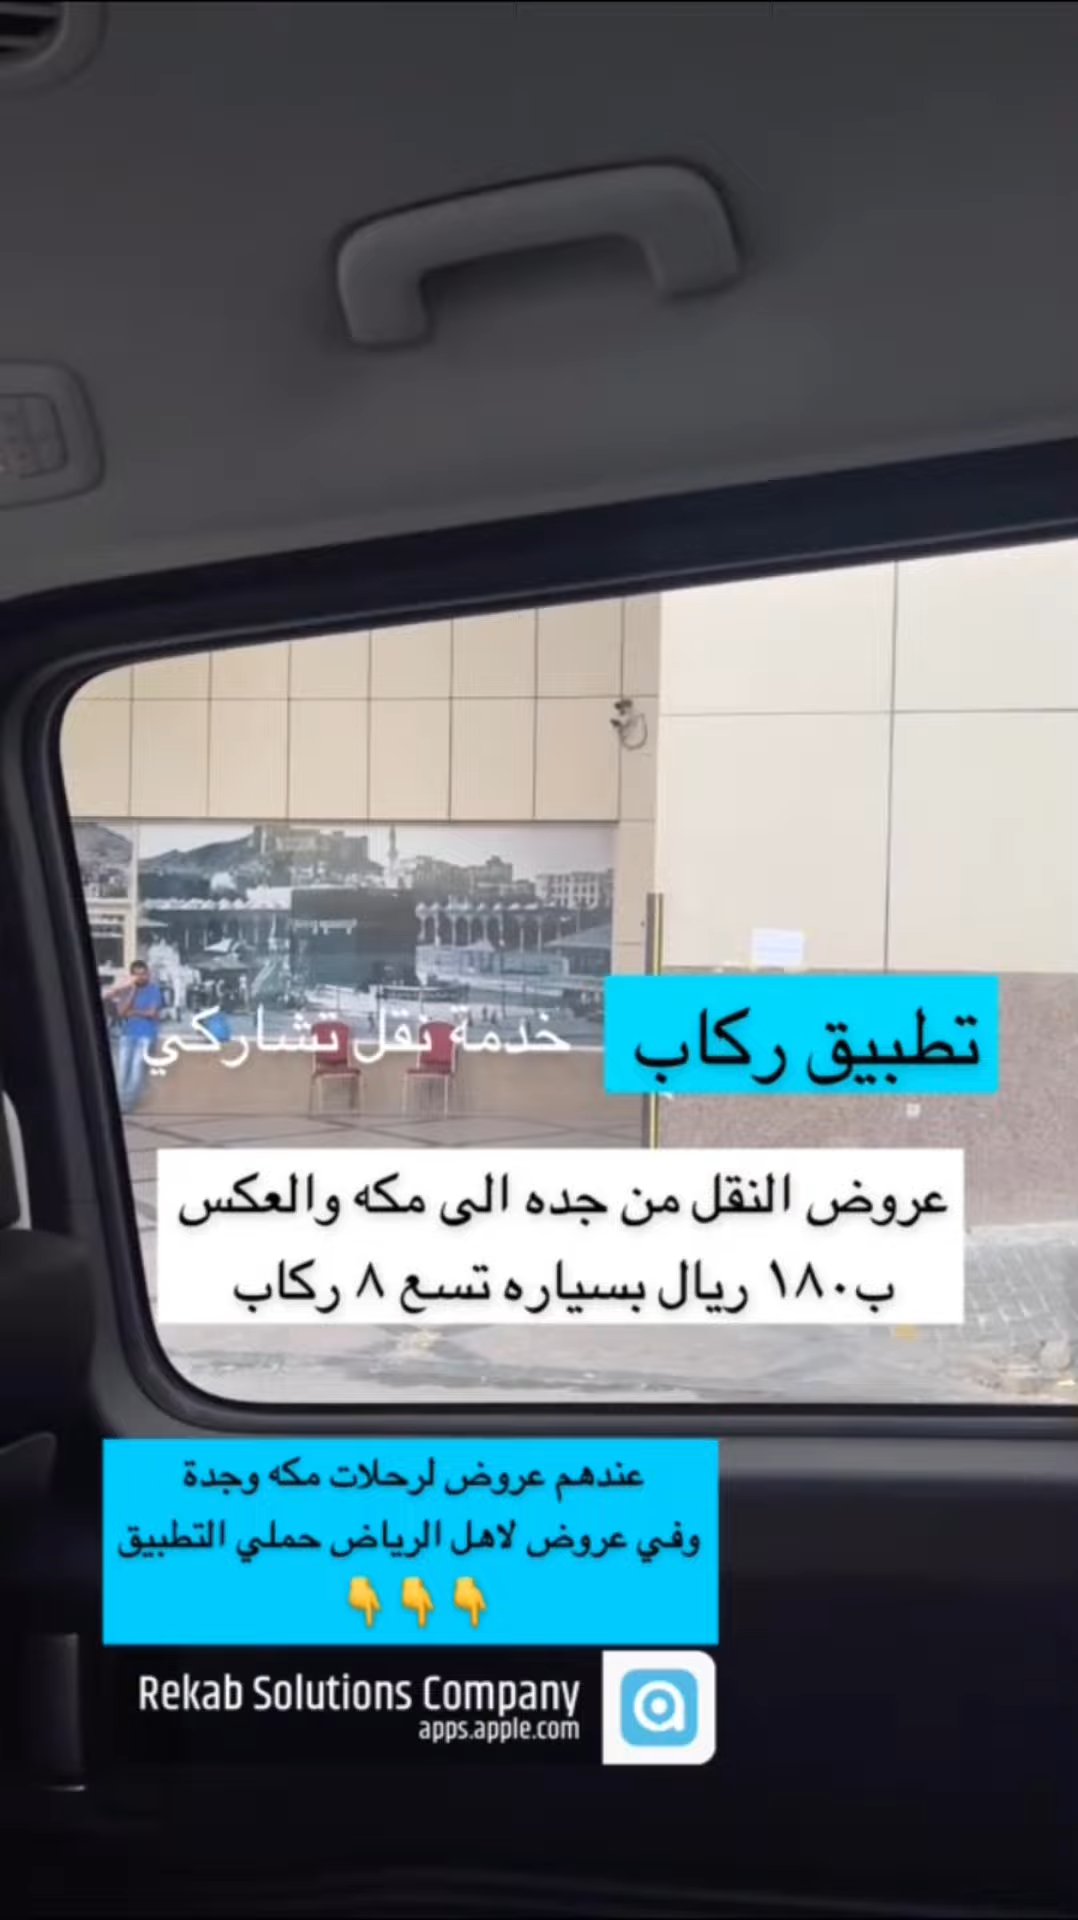 تطبيق ركاب
خدمة نقل تشاركي
عروض النقل من جده الى مكه والعكس
ب١٨٠ ريال بسياره تسع ٨ ركاب
عندهم عروض لرحلات مكه وجدة
وفي عروض لاهل الرياض حملي التطبيق
👇👇👇
Rekab Solutions Company
apps.apple.com